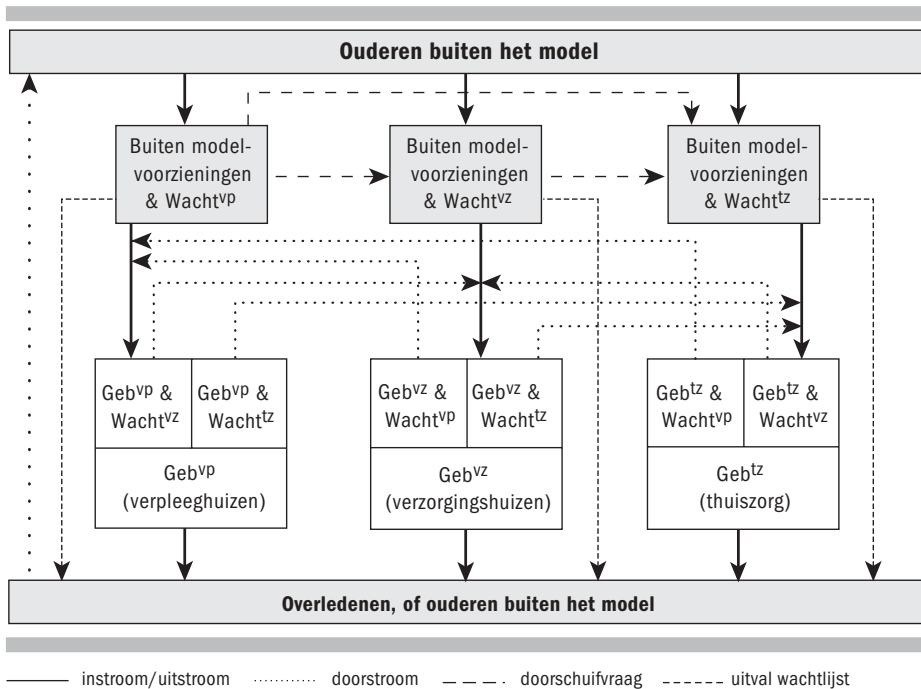 Ouderen buiten het model
Buiten model-
voorzieningen
& Wachtvp
Buiten model-
voorzieningen
& Wachtvz
Buiten model-
voorzieningen
& Wachttz
Gebvp &
Wachtvz
Gebvp &
Wachttz
Gebvp
(verpleeghuizen)
Gebvz &
Wachtvp
Gebvz &
Wachttz
Gebvz
(verzorgingshuizen)
Gebtz &
Wachtvp
Gebtz &
Wachtvz
Gebtz
(thuiszorg)
Overledenen, of ouderen buiten het model
instroom/uitstroom doorstroom doorschuifvraag uitval wachtlijst